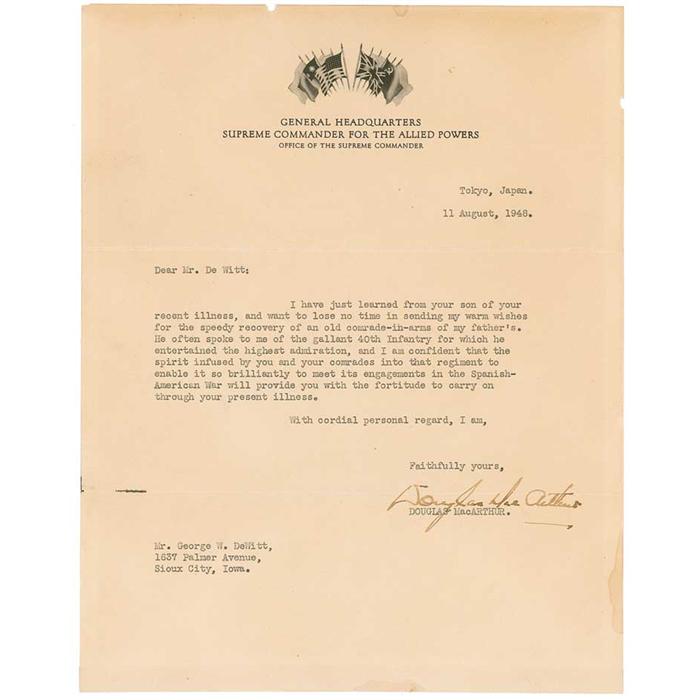 GENERAL HEADQUARTERS
SUPREME COMMANDER FOR THE ALLIED POWERS
OFFICE OF THE SUPREME COMMANDER
Tokyo, Japan.
11 August, 1948.
Dear Mr. De Witt:
I have just learned from your son of your
recent illness, and want to lose no time in sending my warm wishes
for the speedy recovery of an old comrade-in-arms of my father's.
He often spoke to me of the gallant 40th Infantry for which he
entertained the highest admiration, and I am confident that the
spirit infused by you and your comrades into that regiment to
enable it so brilliantly to meet its engagements in the Spanish-
American War will provide you with the fortitude to carry on
through your present illness.
With cordial personal regard, I am,
Faithfully yours,
Douglas MacArthur
DOUGLAS MacARTHUR.
Mr. George W. DeWitt,
1637 Palmer Avenue,
Sioux City, Iowa.